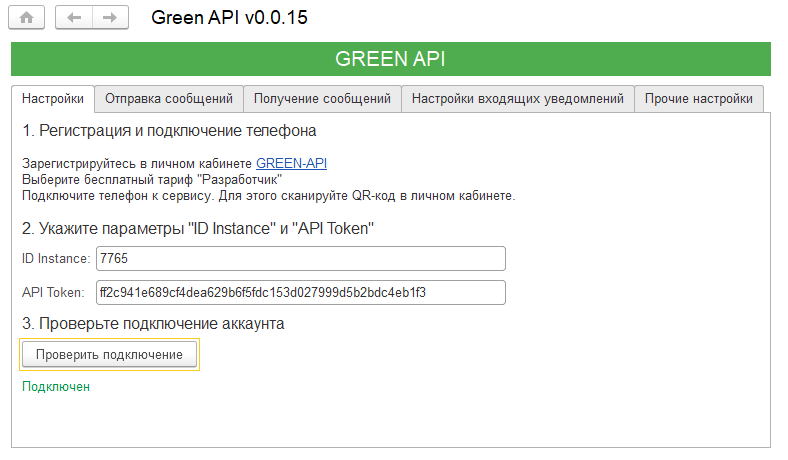 Green API v0.0.15
GREEN API
Настройки Отправка сообщений Получение сообщений Настройки входящих уведомлений Прочие настройки
1. Регистрация и подключение телефона
Зарегистрируйтесь в личном кабинете GREEN-API
Выберите бесплатный тариф "Разработчик"
Подключите телефон к сервису. Для этого сканируйте QR-код в личном кабинете.
2. Укажите параметры "ID Instance" и "API Token"
ID Instance: 7765
API Token: ff2c941e689cf4dea629b6f5fdc153d027999d5b2bdc4eb1f3
3. Проверьте подключение аккаунта
Проверить подключение
Подключен